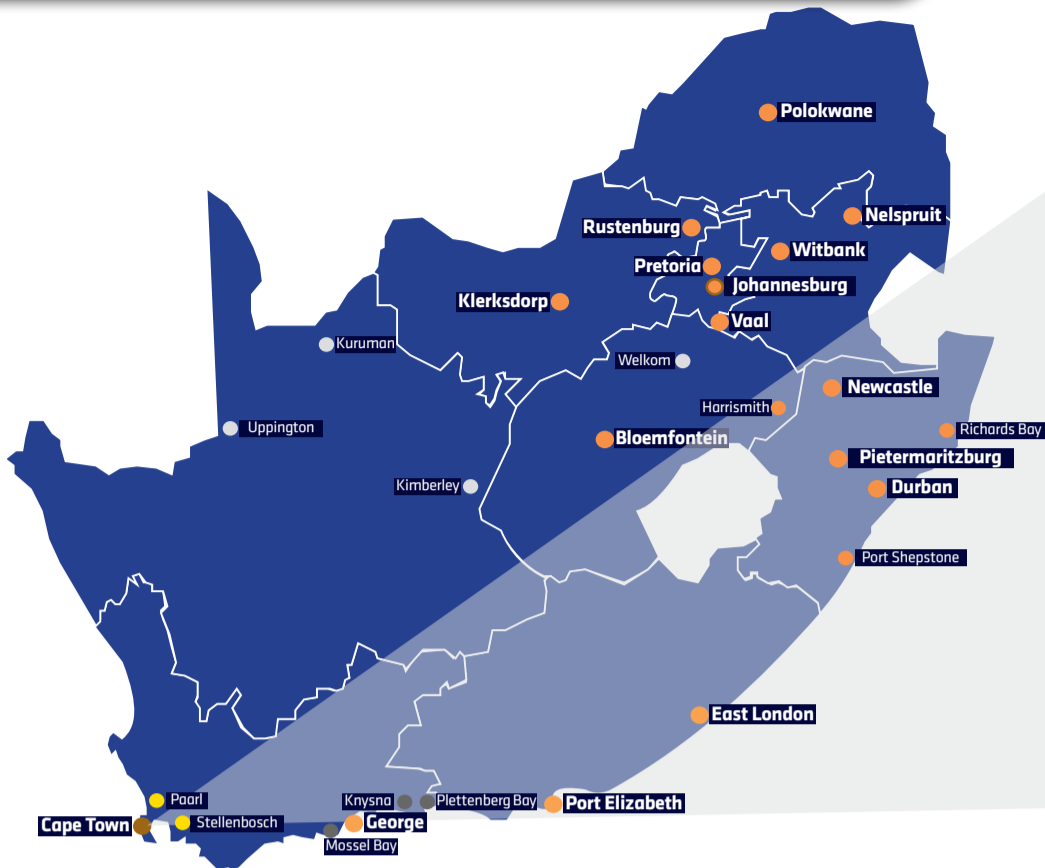 Polokwane
Nelspruit
Rustenburg
Witbank
Pretoria
Johannesburg
Klerksdorp
Vaal
Kuruman
Welkom
Newcastle
Harrismith
Uppington
Richards Bay
Bloemfontein
Pietermaritzburg
Kimberley
Durban
Port Shepstone
East London
Paarl
Knysna
Plettenberg Bay
Port Elizabeth
Cape Town
Stellenbosch
George
Mossel Bay